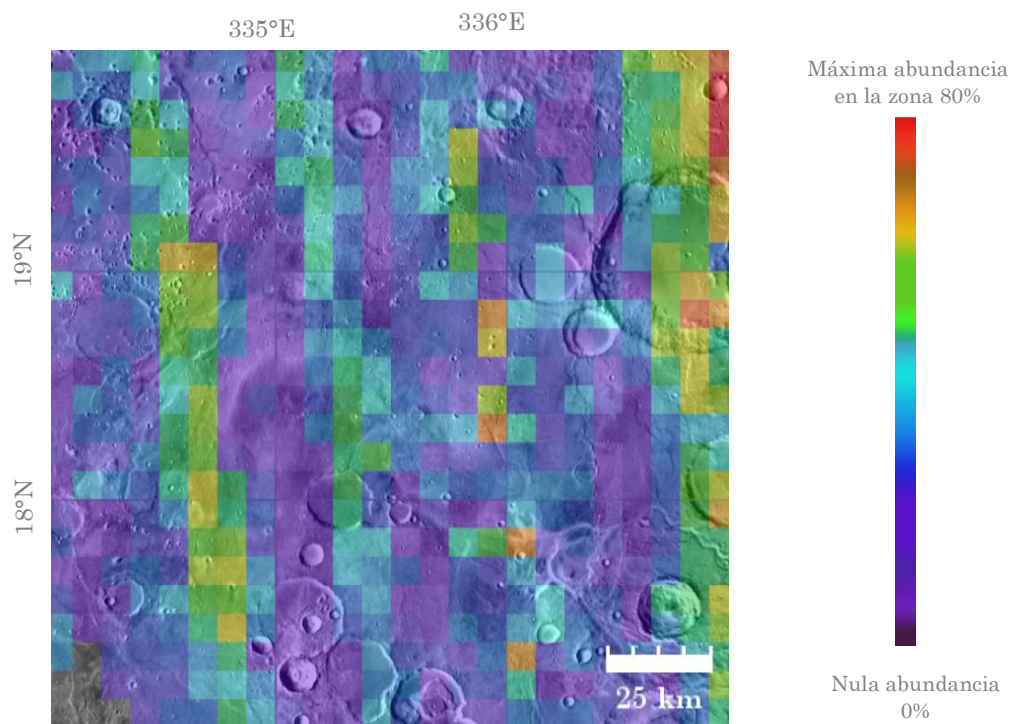 335°E
336°E
19°N
18°N
25 km
Máxima abundancia
en la zona 80%
Nula abundancia
0%